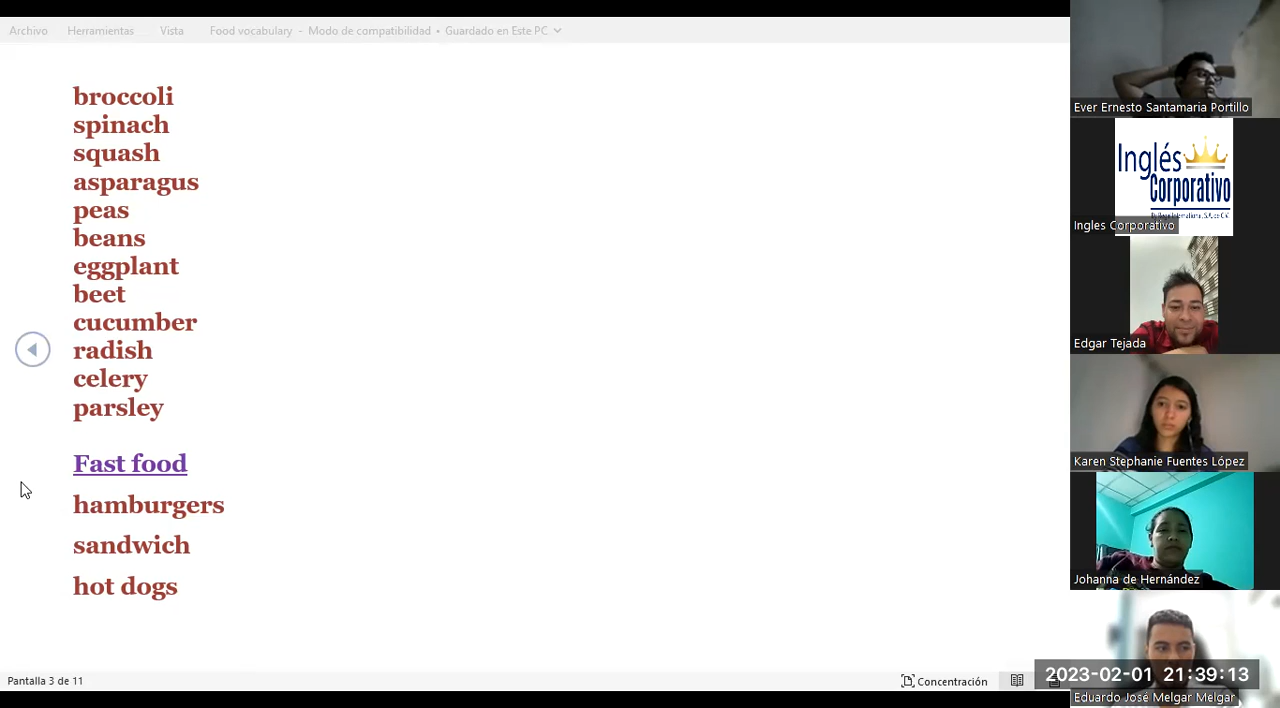 Archivo Herramientas Vista Food vocabulary - Modo de compatibilidad • Guardado en Este PC
broccoli
spinach
squash
asparagus
peas
beans
eggplant
beet
cucumber
radish
celery
parsley
Fast food
hamburgers
sandwich
hot dogs
Pantalla 3 de 11
Concentración
Ever Ernesto Santamaria Portillo
Inglés
Corporativo
Ingles Corporativo
Edgar Tejada
Karen Stephanie Fuentes López
Johanna de Hernández
2023-02-01 21:39:13
Eduardo José Melgar Melgar